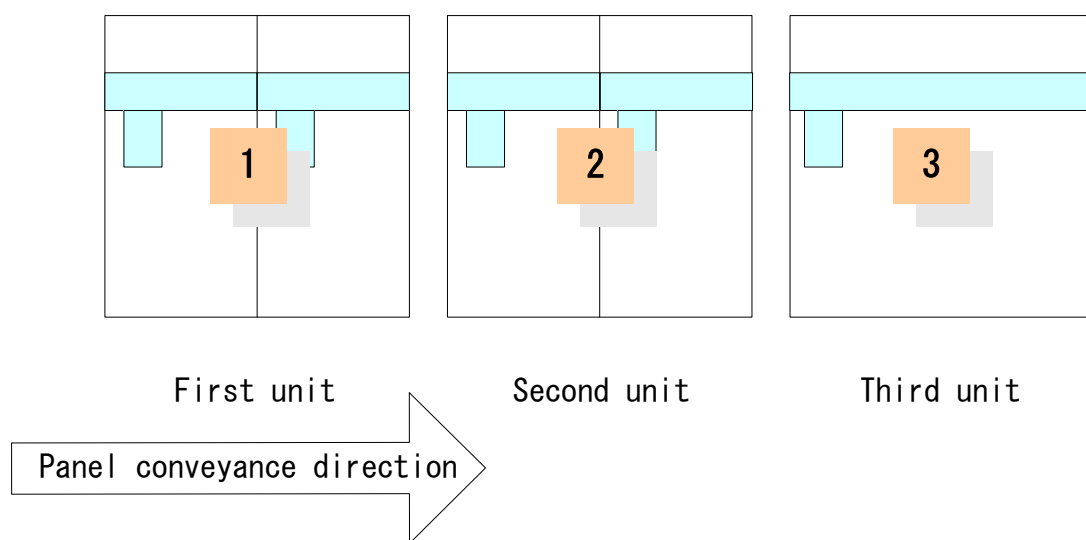 1
2
3
First unit
Second unit
Third unit
Panel conveyance direction